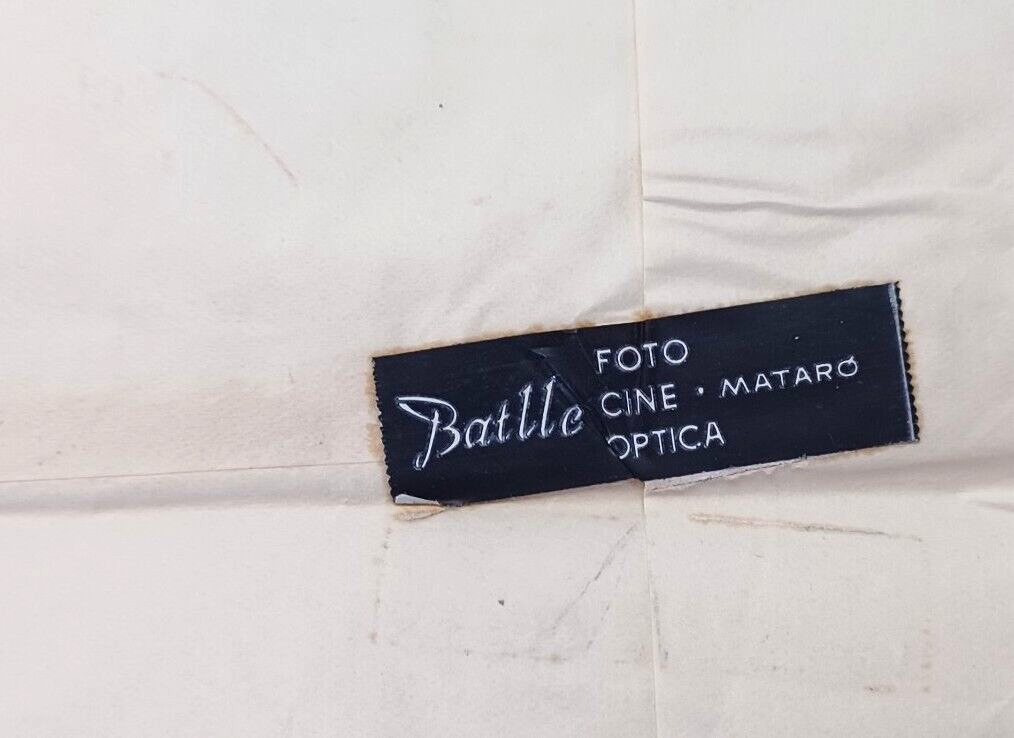 Batlle
FOTO
CINE · MATARÓ
OPTICA